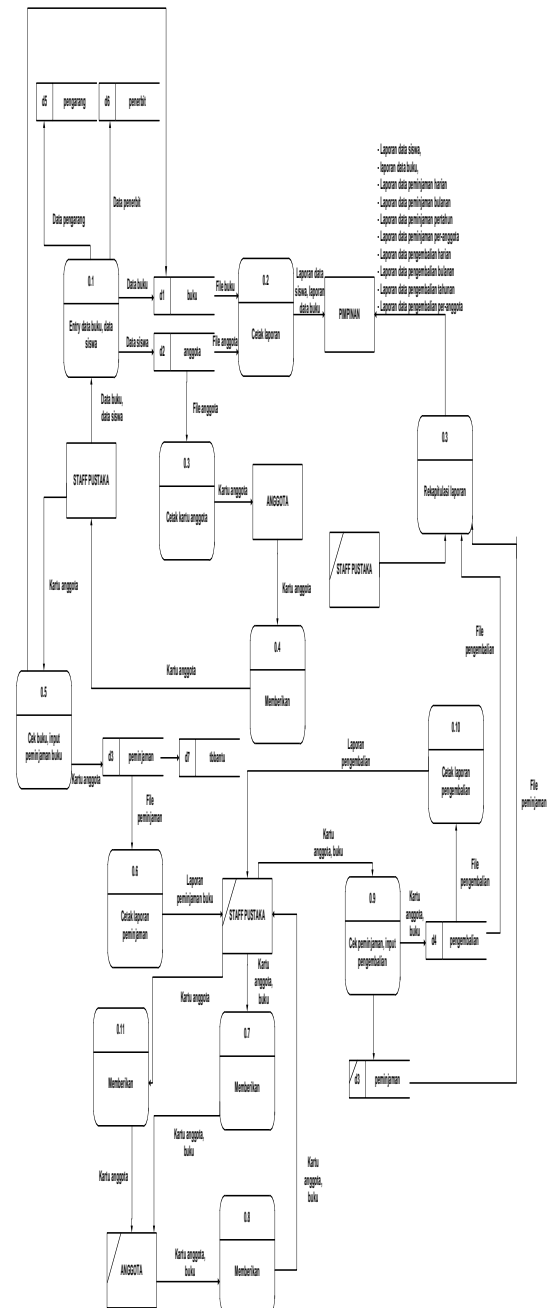 d5 pengarang
d6 penerbit
Data pengarang
Data penerbit
- Laporan data siswa,
- laporan data buku,
- Laporan data peminjaman harian
- Laporan data peminjaman bulanan
- Laporan data peminjaman pertahun
- Laporan data peminjaman per-anggota
- Laporan data pengembalian harian
- Laporan data pengembalian bulanan
- Laporan data pengembalian tahunan
- Laporan data pengembalian per-anggota
0.1
Entry data buku, data
siswa
Data buku
d1 buku
File buku
Data siswa
d2 anggota
File anggota
0.2
Cetak laporan
Laporan data
siswa, laporan
data buku
PIMPINAN
Data buku,
data siswa
File anggota
STAFF PUSTAKA
0.3
Cetak kartu anggota
Kartu anggota
ANGGOTA
0.3
Rekapitulasi laporan
STAFF PUSTAKA
Kartu anggota
Kartu anggota
Kartu anggota
0.4
Memberikan
File
pengembalian
0.5
Cek buku, input
peminjaman buku
Kartu anggota
d3 peminjaman
d7 tbbantu
File
peminjaman
Laporan
pengembalian
0.10
Cetak laporan
pengembalian
File
peminjaman
0.6
Cetak laporan
peminjaman
Laporan
peminjaman buku
STAFF PUSTAKA
Kartu
anggota, buku
0.9
Cek peminjaman, input
pengembalian
Kartu
anggota,
buku
File
pengembalian
d4 pengembalian
Kartu anggota
Kartu
anggota,
buku
0.11
Memberikan
0.7
Memberikan
d3 peminjaman
Kartu anggota
Kartu anggota,
buku
Kartu
anggota,
buku
ANGGOTA
Kartu anggota,
buku
0.8
Memberikan